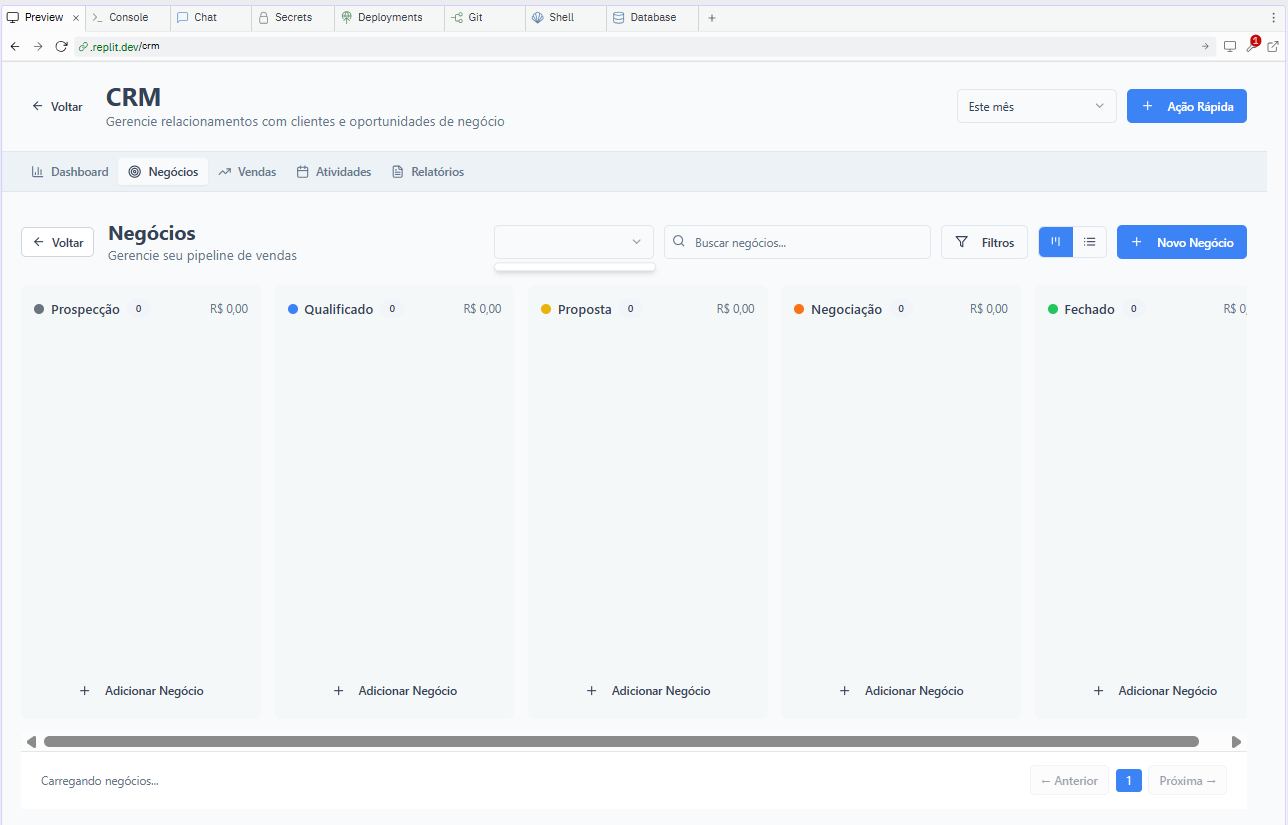 Preview × Console Chat Secrets Deployments Git Shell Database +
.replit.dev/crm
1
← Voltar
CRM
Gerencie relacionamentos com clientes e oportunidades de negócio
Este mês
+ Ação Rápida
Dashboard Negócios Vendas Atividades Relatórios
← Voltar
Negócios
Gerencie seu pipeline de vendas
Buscar negócios...
Filtros
+ Novo Negócio
Prospecção 0 R$ 0,00
Qualificado 0 R$ 0,00
Proposta 0 R$ 0,00
Negociação 0 R$ 0,00
Fechado 0 R$ 0,
+ Adicionar Negócio
+ Adicionar Negócio
+ Adicionar Negócio
+ Adicionar Negócio
+ Adicionar Negócio
Carregando negócios...
← Anterior 1 Próxima →